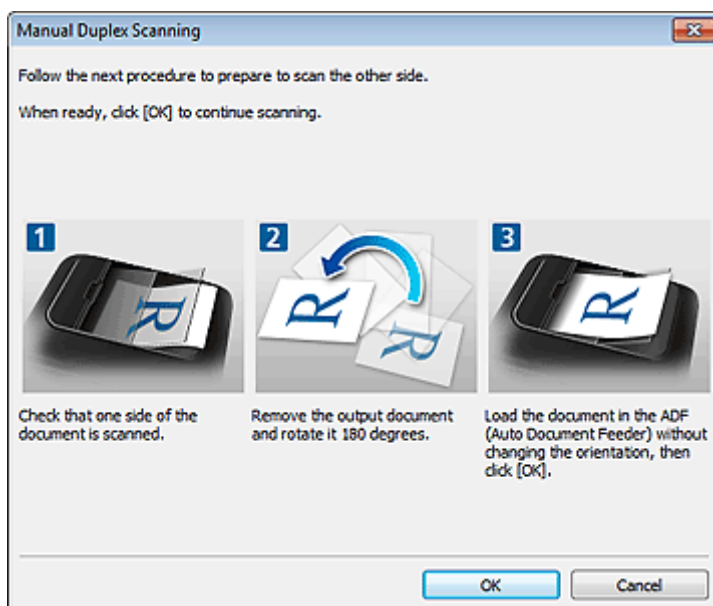 Manual Duplex Scanning
Follow the next procedure to prepare to scan the other side.
When ready, click [OK] to continue scanning.
1
R
2
R
R
3
R
Check that one side of the
document is scanned.
Remove the output document
and rotate it 180 degrees.
Load the document in the ADF
(Auto Document Feeder) without
changing the orientation, then
click [OK].
OK
Cancel